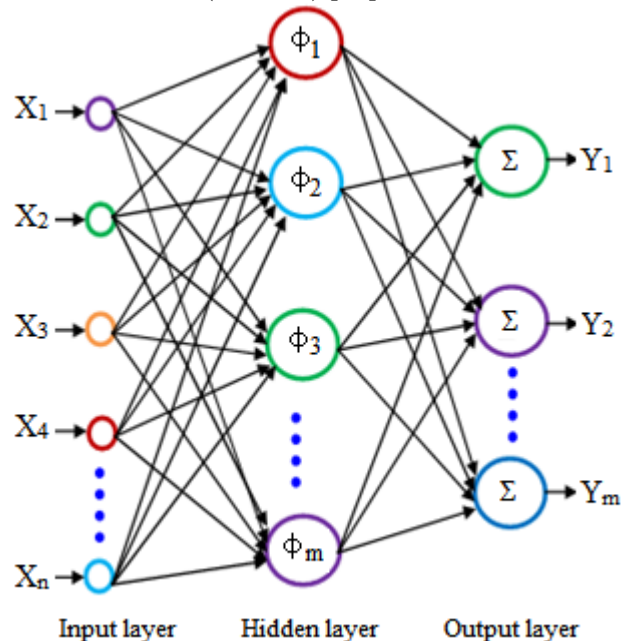 Φ1
X1
Φ2
Σ
Y1
X2
X3
Φ3
Σ
Y2
X4
Σ
Ym
Φm
Xn
Input layer
Hidden layer
Output layer